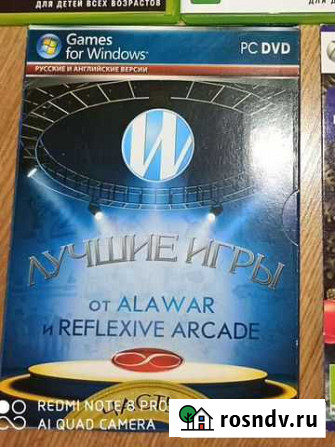 ДЛЯ ДЕТЕЙ ВСЕХ ВОЗРАСТОВ
Games for Windows®
PC DVD
РУССКИЕ И АНГЛИЙСКИЕ ВЕРСИИ
W
ЛУЧШИЕ ИГРЫ
ОТ ALAWAR
И REFLEXIVE ARCADE
REDMI NOTE 8 PRO
AI QUAD CAMERA
rosndv.ru